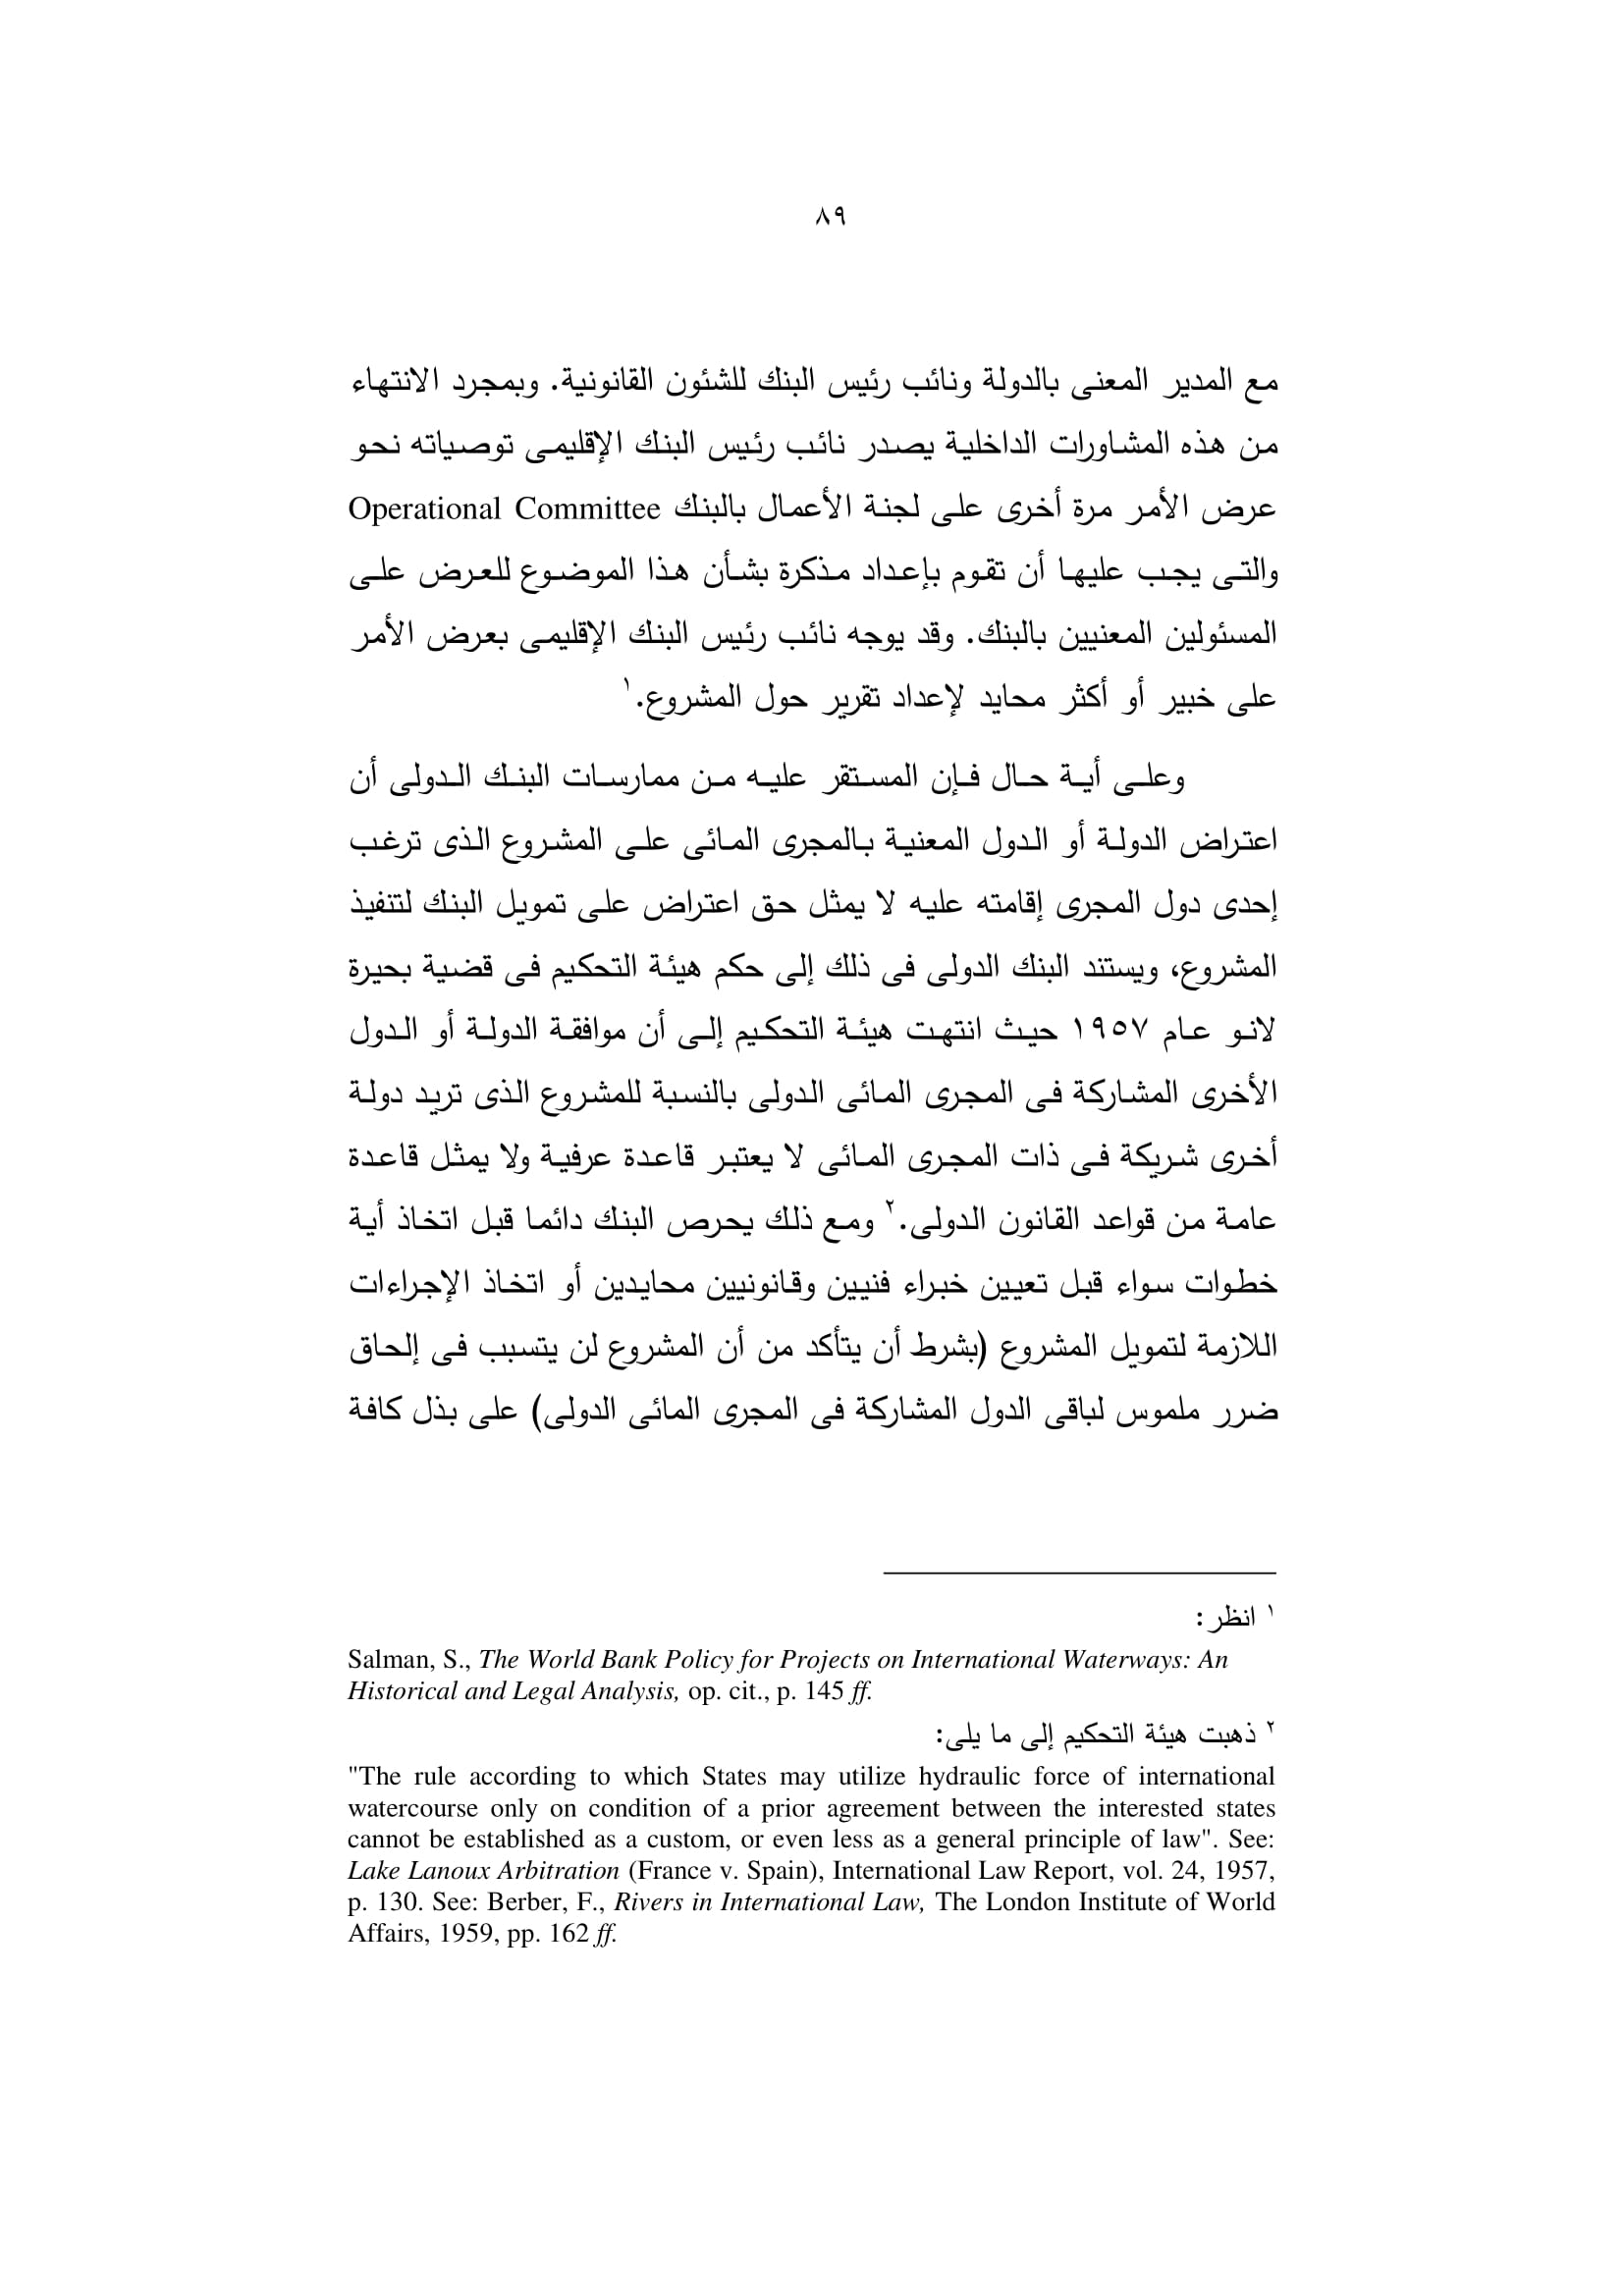 ٨٩
مع المدير المعنى بالدولة ونائب رئيس البنك للشئون القانونية. وبمجرد الانتهاء
من هذه المشاورات الداخلية يصدر نائب رئيس البنك الإقليمى توصياته نحو
عرض الأمر مرة أخرى على لجنة الأعمال بالبنك Operational Committee
والتى يجب عليها أن تقوم بإعداد مذكرة بشأن هذا الموضوع للعرض على
المسئولين المعنيين بالبنك. وقد يوجه نائب رئيس البنك الإقليمى بعرض الأمر
على خبير أو أكثر محايد لإعداد تقرير حول المشروع.١
وعلى أية حال فإن المستقر عليه من ممارسات البنك الدولى أن
اعتراض الدولة أو الدول المعنية بالمجرى المائى على المشروع الذى ترغب
إحدى دول المجرى إقامته عليه لا يمثل حق اعتراض على تمويل البنك لتنفيذ
المشروع، ويستند البنك الدولى فى ذلك إلى حكم هيئة التحكيم فى قضية بحيرة
لانو عام ١٩٥٧ حيث انتهت هيئة التحكيم إلى أن موافقة الدولة أو الدول
الأخرى المشاركة فى المجرى المائى الدولى بالنسبة للمشروع الذى تريد دولة
أخرى شريكة فى ذات المجرى المائى لا يعتبر قاعدة عرفية ولا يمثل قاعدة
عامة من قواعد القانون الدولى.٢ ومع ذلك يحرص البنك دائما قبل اتخاذ أية
خطوات سواء قبل تعيين خبراء فنيين وقانونيين محايدين أو اتخاذ الإجراءات
اللازمة لتمويل المشروع (بشرط أن يتأكد من أن المشروع لن يتسبب فى إلحاق
ضرر ملموس لباقى الدول المشاركة فى المجرى المائى الدولى) على بذل كافة
١ انظر:
Salman, S., The World Bank Policy for Projects on International Waterways: An
Historical and Legal Analysis, op. cit., p. 145 ff.
٢ ذهبت هيئة التحكيم إلى ما يلى:
"The rule according to which States may utilize hydraulic force of international
watercourse only on condition of a prior agreement between the interested states
cannot be established as a custom, or even less as a general principle of law". See:
Lake Lanoux Arbitration (France v. Spain), International Law Report, vol. 24, 1957,
p. 130. See: Berber, F., Rivers in International Law, The London Institute of World
Affairs, 1959, pp. 162 ff.